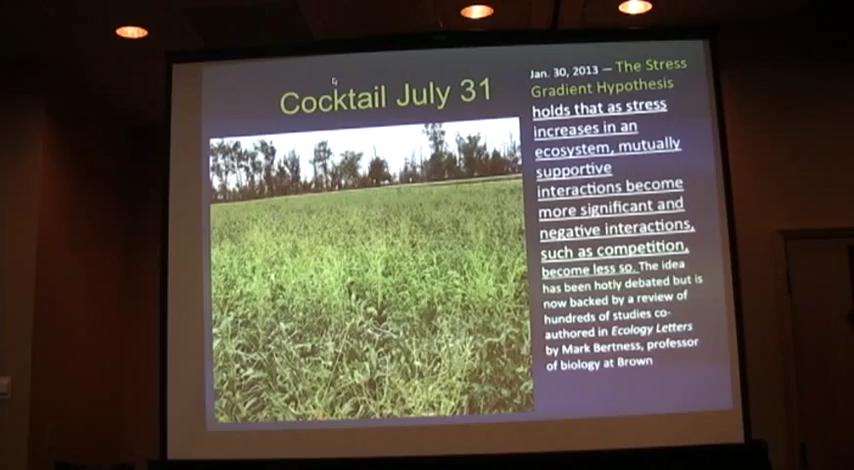 Cocktail July 31
Jan. 30, 2013 — The Stress
Gradient Hypothesis
holds that as stress
increases in an
ecosystem, mutually
supportive
interactions become
more significant and
negative interactions,
such as competition,
become less so. The idea
has been hotly debated but is
now backed by a review of
hundreds of studies co-
authored in Ecology Letters
by Mark Bertness, professor
of biology at Brown